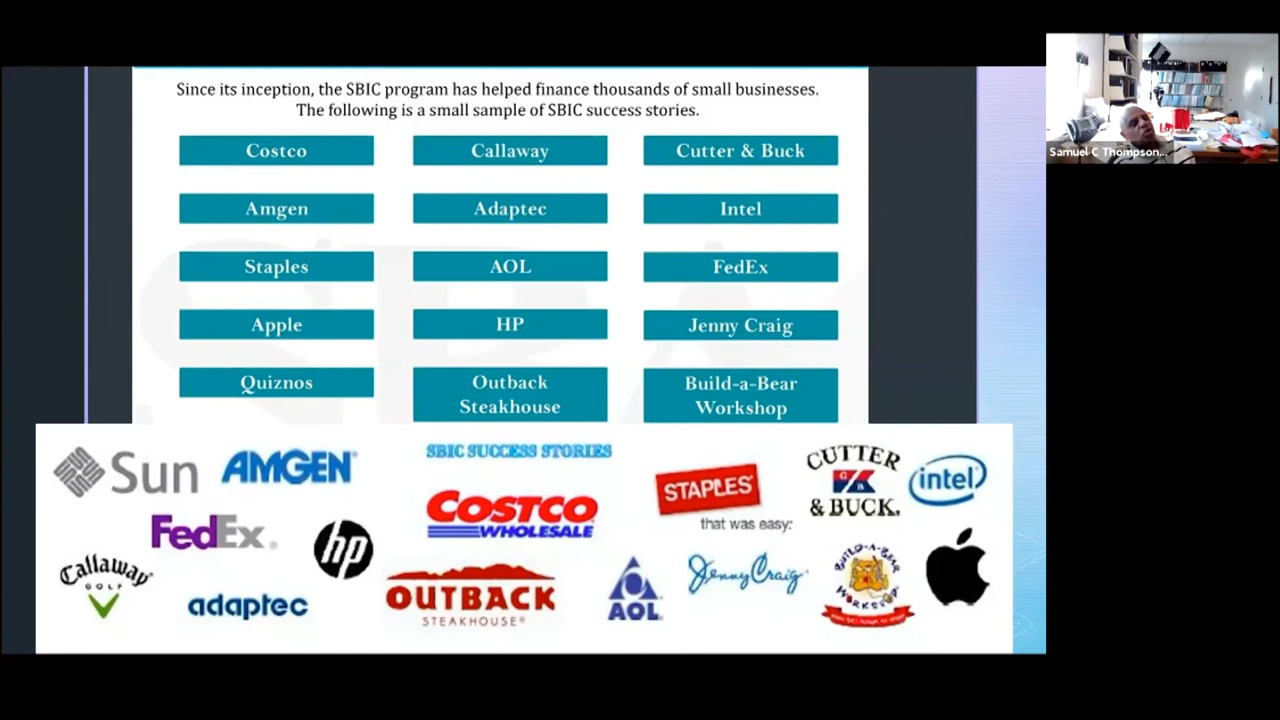 Since its inception, the SBIC program has helped finance thousands of small businesses.
The following is a small sample of SBIC success stories.
Costco
Callaway
Cutter & Buck
Amgen
Adaptec
Intel
Staples
AOL
FedEx
Apple
HP
Jenny Craig
Quiznos
Outback
Steakhouse
Build-a-Bear
Workshop
Sun
AMGEN
SBIC SUCCESS STORIES
COSTCO
WHOLESALE
STAPLES
that was easy:
CUTTER
& BUCK.
intel
FedEx
hp
Callaway
GOLF
adaptec
OUTBACK
STEAKHOUSE
AOL
Jenny Craig
BUILD-A-BEAR
WORKSHOP
Samuel C Thompson...